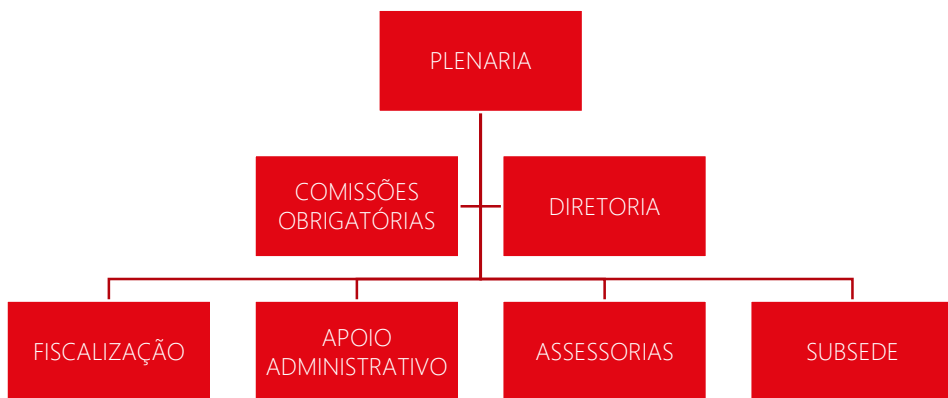 PLENARIA
COMISSÕES
OBRIGATÓRIAS
DIRETORIA
FISCALIZAÇÃO
APOIO
ADMINISTRATIVO
ASSESSORIAS
SUBSEDE